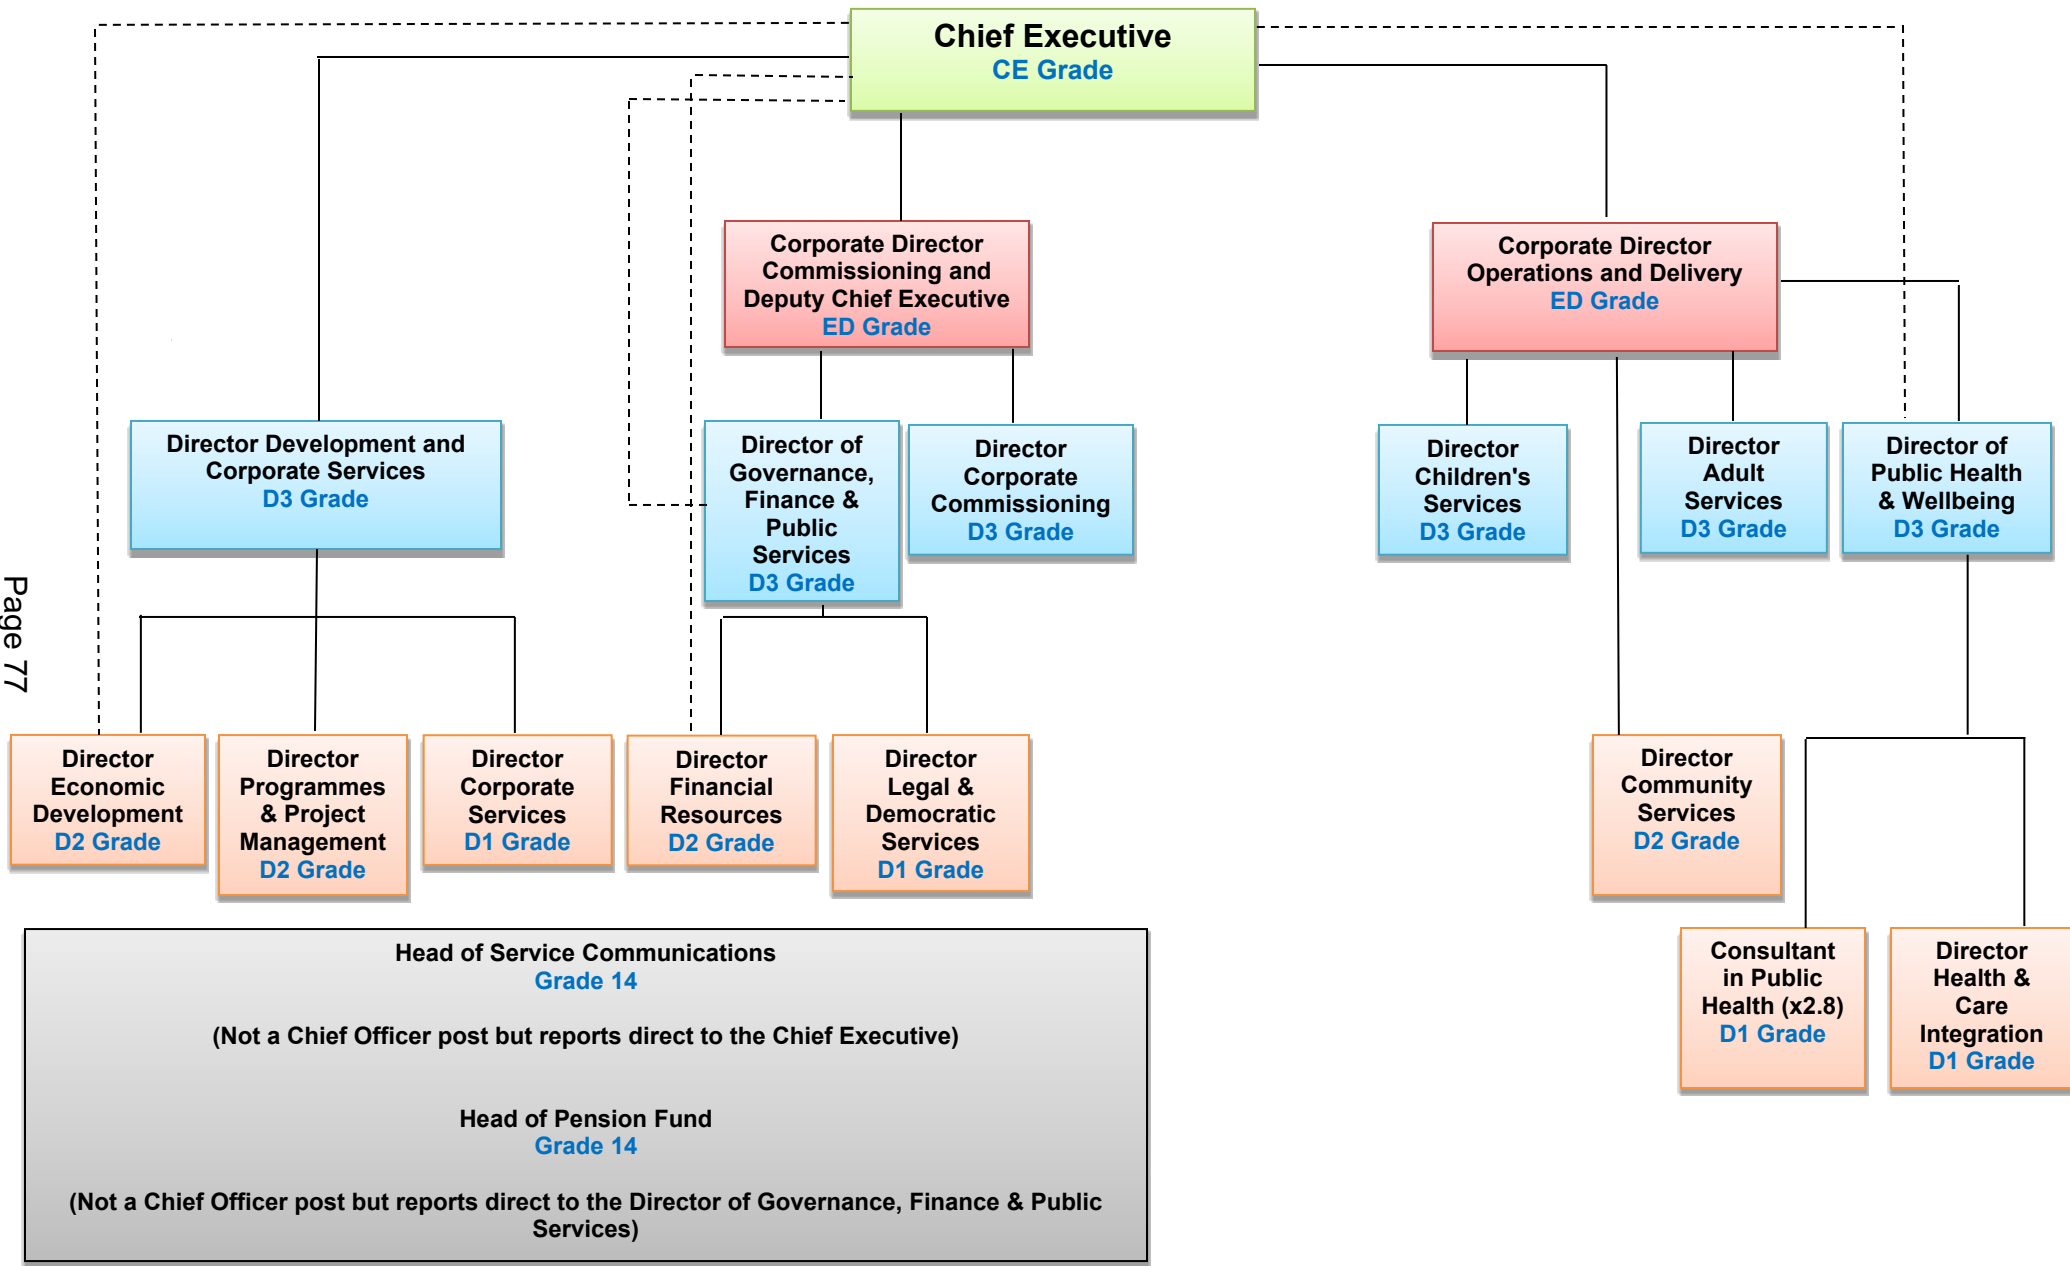 Chief Executive
CE Grade
Corporate Director
Commissioning and
Deputy Chief Executive
ED Grade
Corporate Director
Operations and Delivery
ED Grade
Director Development and
Corporate Services
D3 Grade
Director of
Governance,
Finance &
Public
Services
D3 Grade
Director
Corporate
Commissioning
D3 Grade
Director
Children's
Services
D3 Grade
Director
Adult
Services
D3 Grade
Director of
Public Health
& Wellbeing
D3 Grade
Page 77
Director
Economic
Development
D2 Grade
Director
Programmes
& Project
Management
D2 Grade
Director
Corporate
Services
D1 Grade
Director
Financial
Resources
D2 Grade
Director
Legal &
Democratic
Services
D1 Grade
Director
Community
Services
D2 Grade
Consultant
in Public
Health (x2.8)
D1 Grade
Director
Health &
Care
Integration
D1 Grade
Head of Service Communications
Grade 14
(Not a Chief Officer post but reports direct to the Chief Executive)
Head of Pension Fund
Grade 14
(Not a Chief Officer post but reports direct to the Director of Governance, Finance & Public
Services)